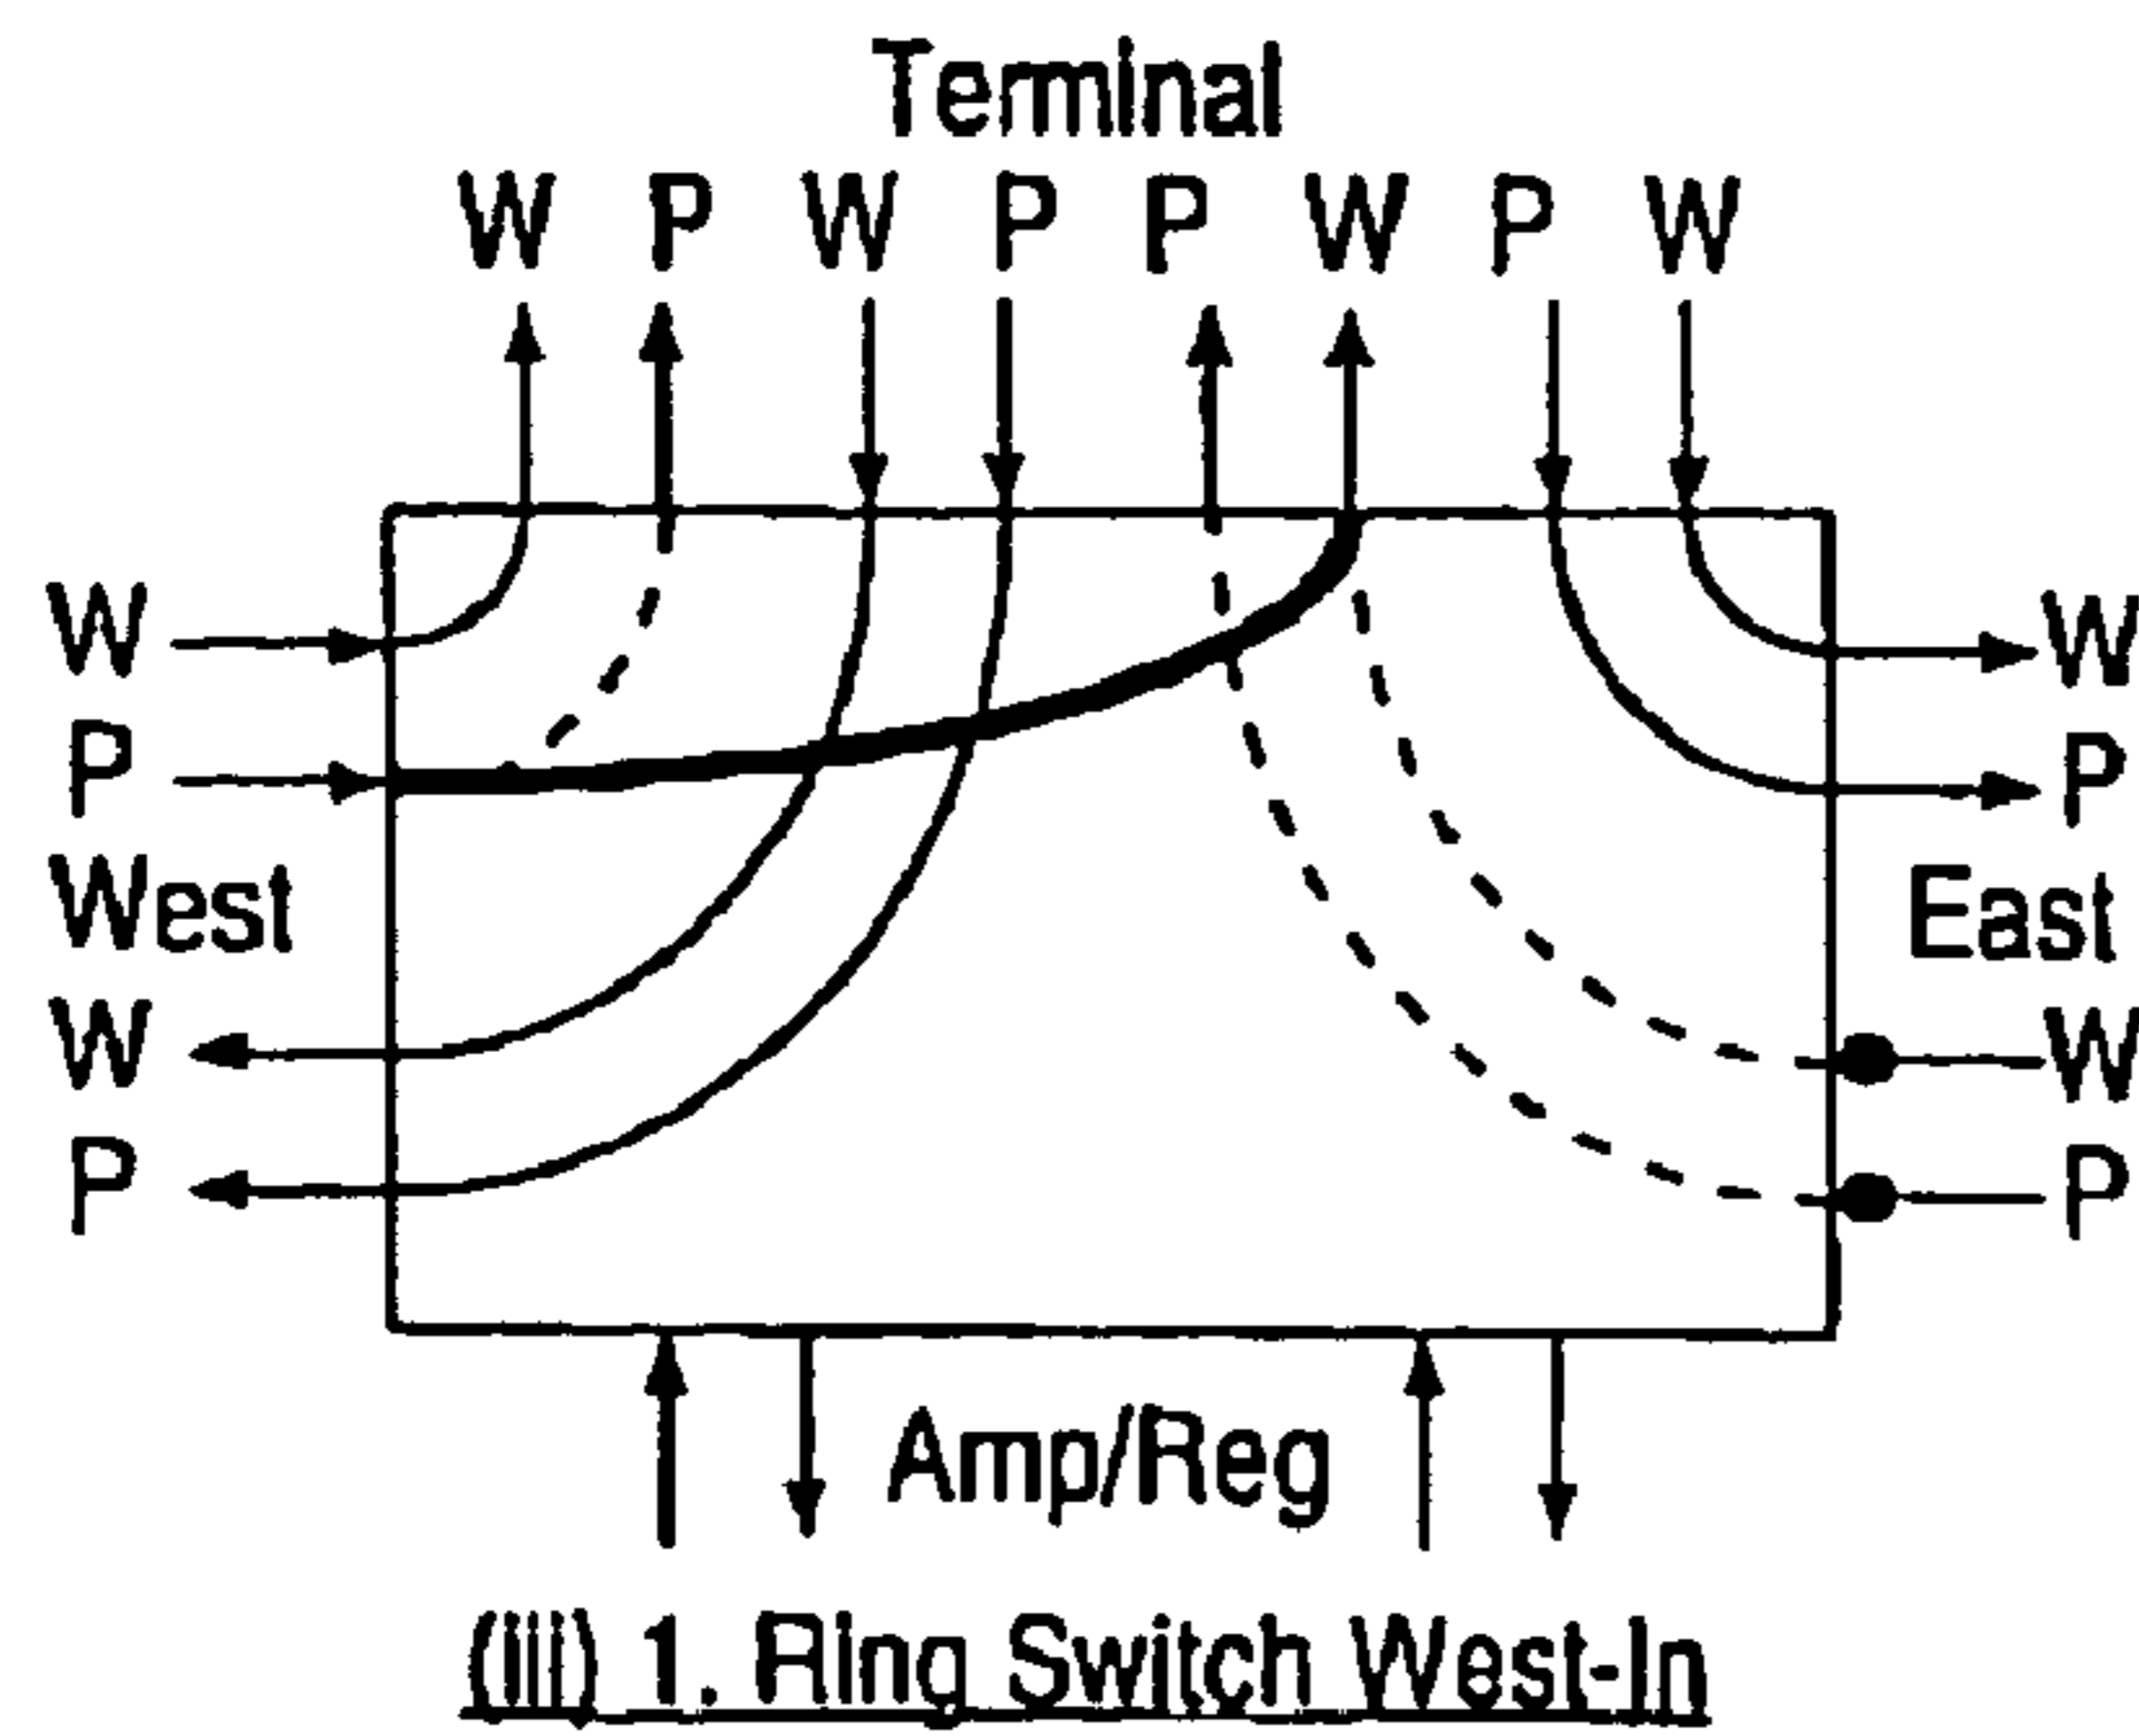 Terminal
W P W P P W P W
W W
P P
West East
W W
P P
Amp/Reg
(iii) 1. Ring Switch West-In